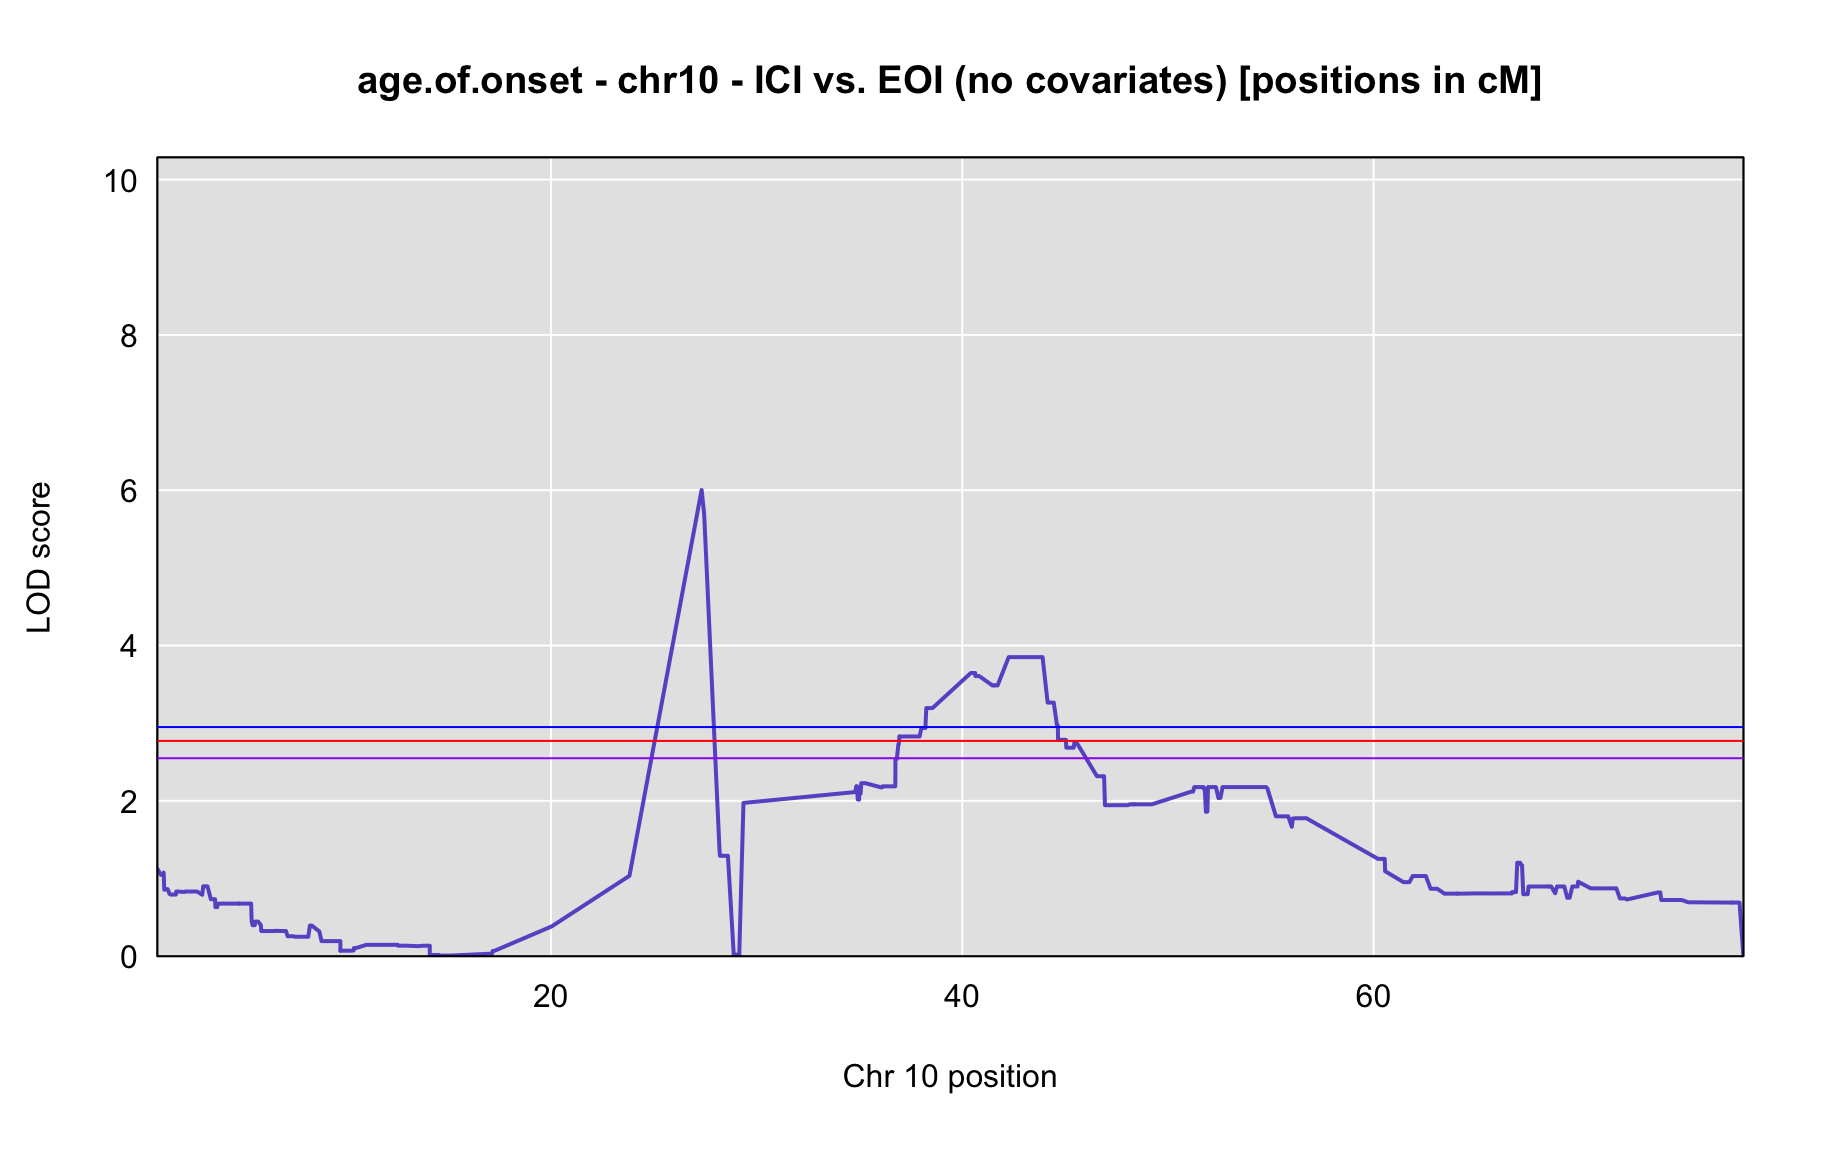 age.of.onset - chr10 - ICI vs. EOI (no covariates) [positions in cM]
10
8
6
4
2
0
LOD score
20 40 60
Chr 10 position